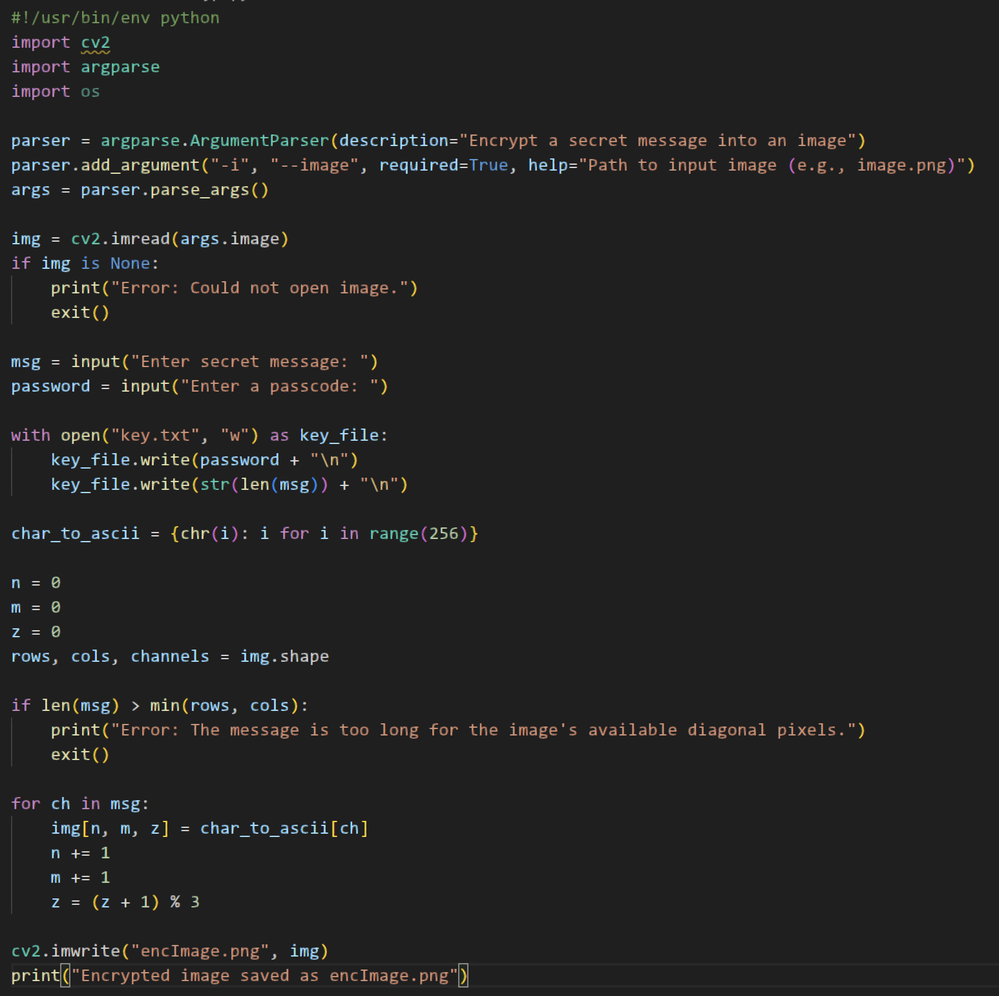 #!/usr/bin/env python
import cv2
import argparse
import os

parser = argparse.ArgumentParser(description="Encrypt a secret message into an image")
parser.add_argument("-i", "--image", required=True, help="Path to input image (e.g., image.png)")
args = parser.parse_args()

img = cv2.imread(args.image)
if img is None:
    print("Error: Could not open image.")
    exit()

msg = input("Enter secret message: ")
password = input("Enter a passcode: ")

with open("key.txt", "w") as key_file:
    key_file.write(password + "\n")
    key_file.write(str(len(msg)) + "\n")

char_to_ascii = {chr(i): i for i in range(256)}

n = 0
m = 0
z = 0
rows, cols, channels = img.shape

if len(msg) > min(rows, cols):
    print("Error: The message is too long for the image's available diagonal pixels.")
    exit()

for ch in msg:
    img[n, m, z] = char_to_ascii[ch]
    n += 1
    m += 1
    z = (z + 1) % 3

cv2.imwrite("encImage.png", img)
print("Encrypted image saved as encImage.png")